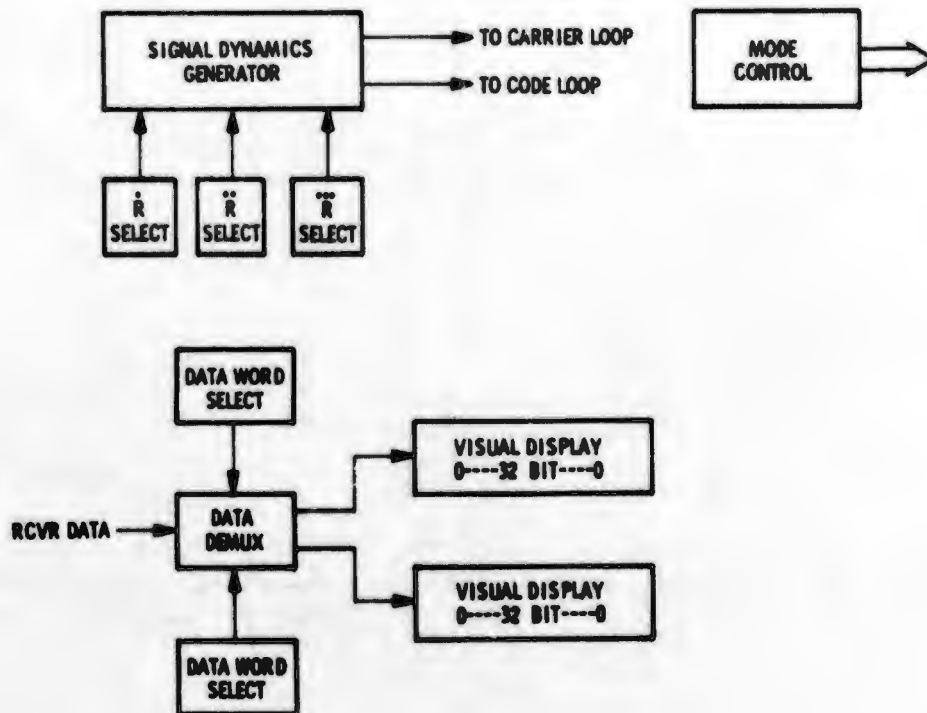 SIGNAL DYNAMICS
GENERATOR
TO CARRIER LOOP
TO CODE LOOP
MODE
CONTROL
Ṙ
SELECT
R̈
SELECT
R⃛
SELECT
DATA WORD
SELECT
VISUAL DISPLAY
0----32 BIT----0
RCVR DATA
DATA
DEMUX
VISUAL DISPLAY
0----32 BIT----0
DATA WORD
SELECT